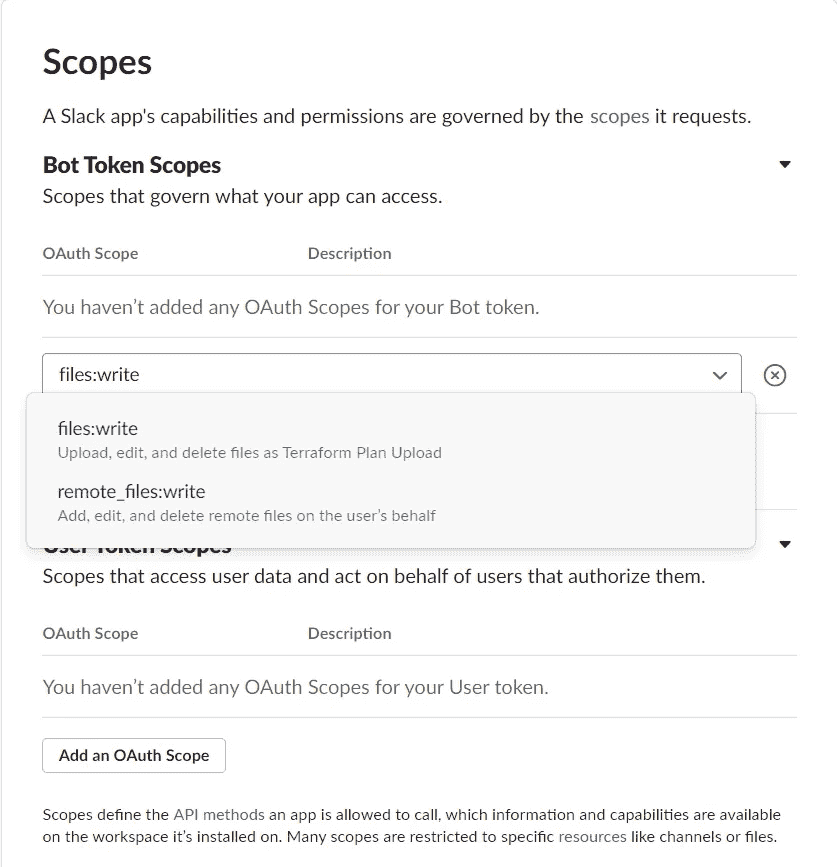 Scopes
A Slack app's capabilities and permissions are governed by the scopes it requests.
Bot Token Scopes
Scopes that govern what your app can access.
OAuth Scope Description
You haven’t added any OAuth Scopes for your Bot token.
files:write
files:write
Upload, edit, and delete files as Terraform Plan Upload
remote_files:write
Add, edit, and delete remote files on the user’s behalf
User Token Scopes
Scopes that access user data and act on behalf of users that authorize them.
OAuth Scope Description
You haven’t added any OAuth Scopes for your User token.
Add an OAuth Scope
Scopes define the API methods an app is allowed to call, which information and capabilities are available
on the workspace it’s installed on. Many scopes are restricted to specific resources like channels or files.